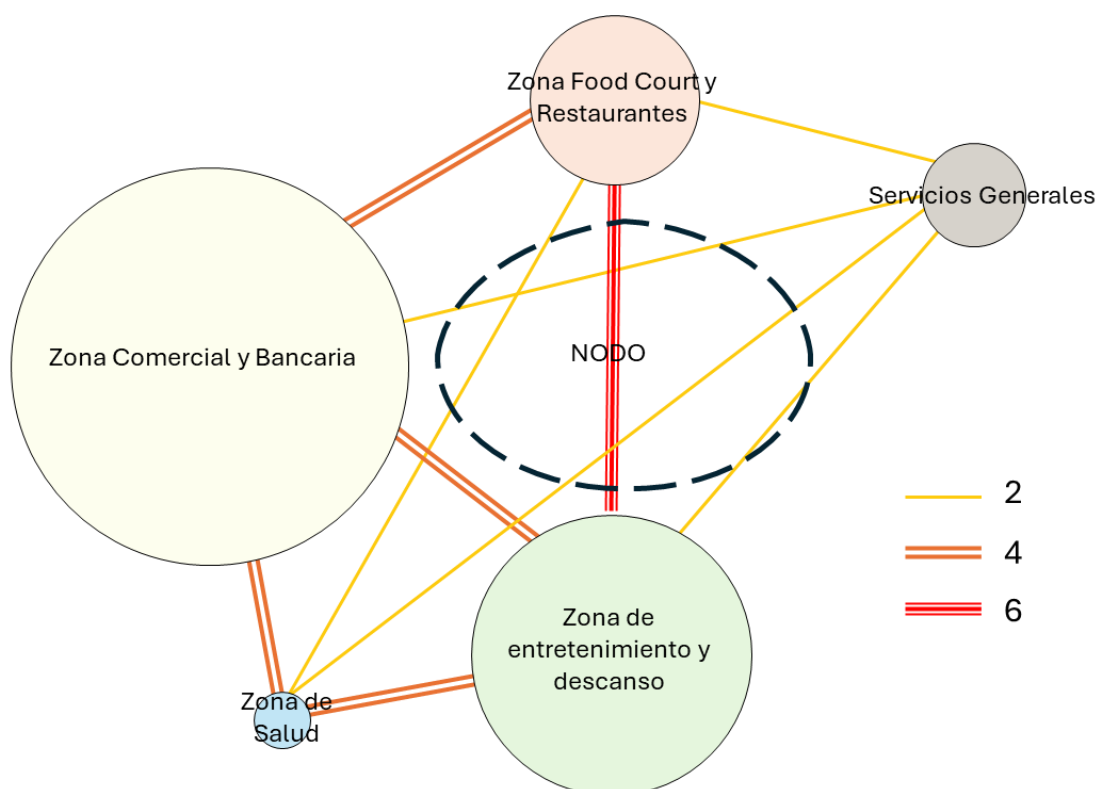 Zona Food Court y
Restaurantes
Servicios Generales
Zona Comercial y Bancaria
NODO
2
4
6
Zona de
entretenimiento y
descanso
Zona de
Salud